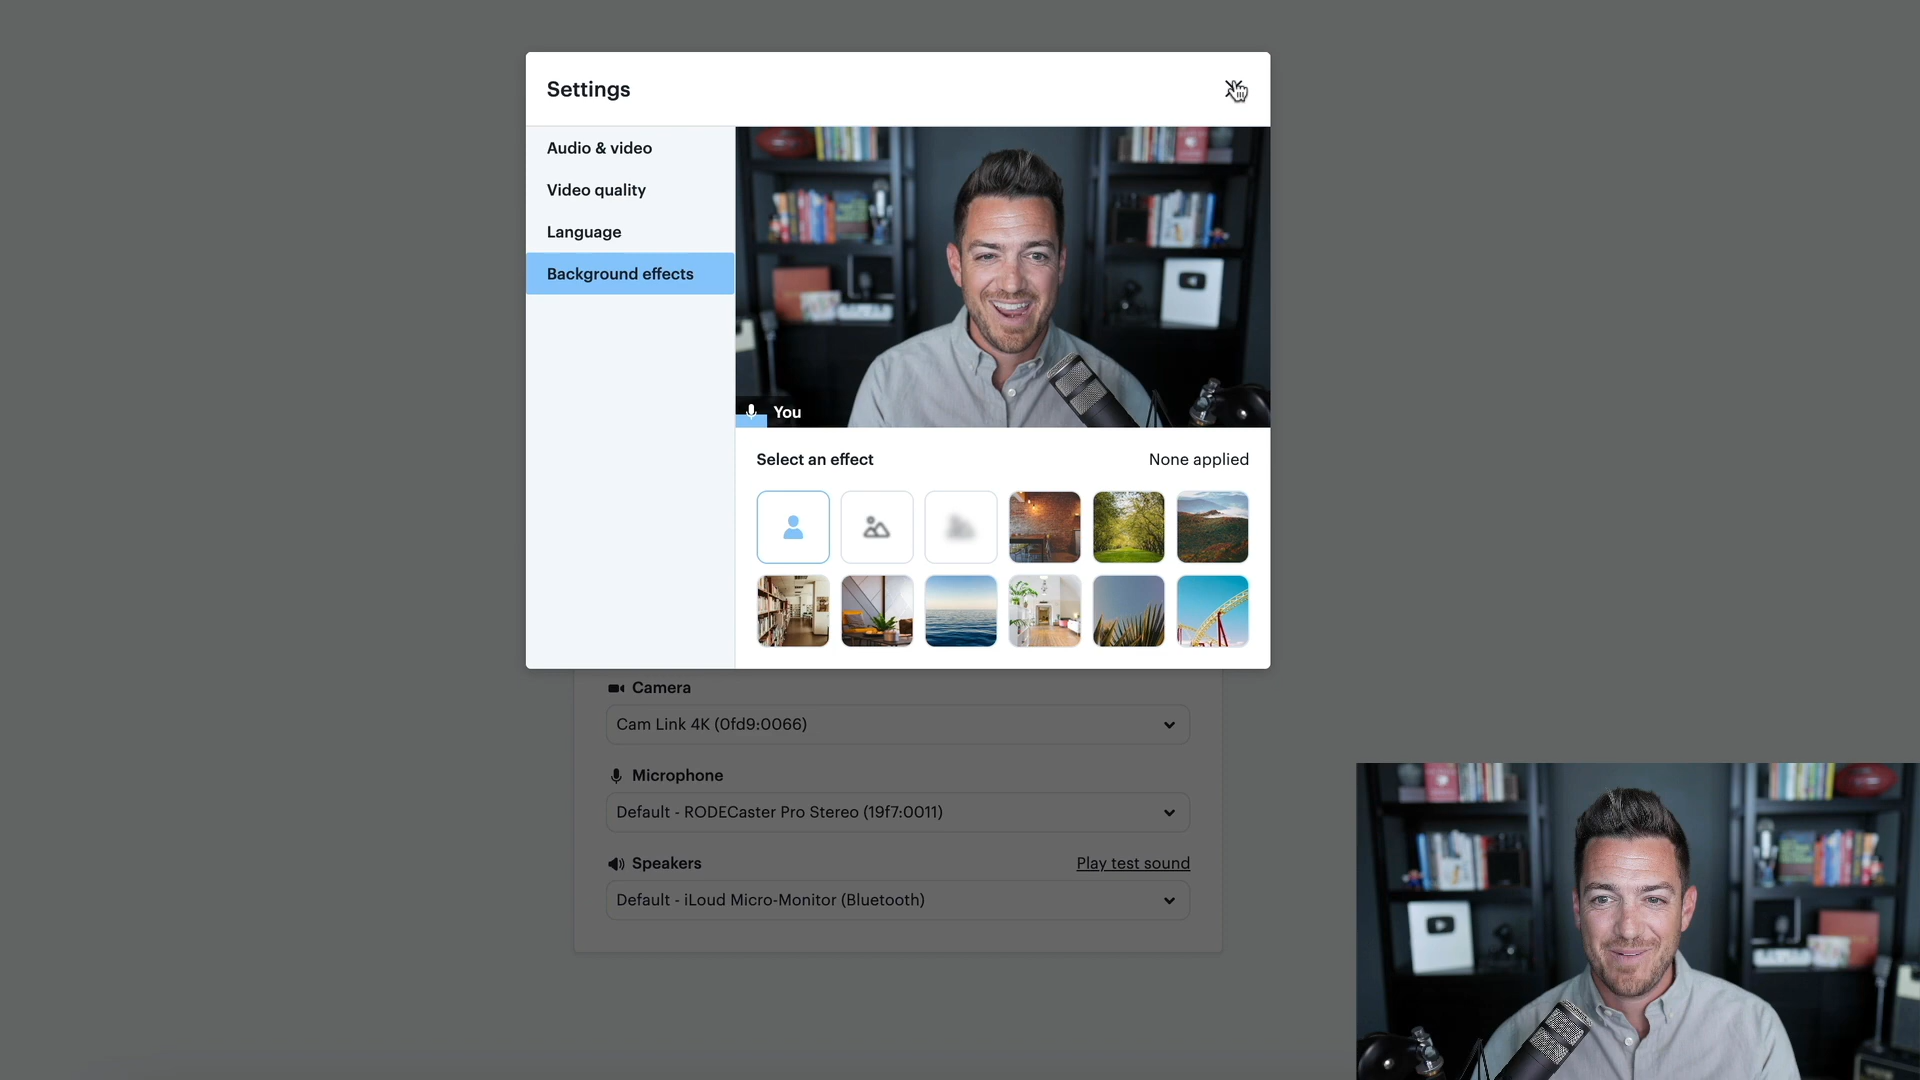 Settings
Audio & video
Video quality
Language
Background effects
You
Select an effect
None applied
Camera
Cam Link 4K (0fd9:0066)
Microphone
Default - RODECaster Pro Stereo (19f7:0011)
Speakers
Play test sound
Default - iLoud Micro-Monitor (Bluetooth)